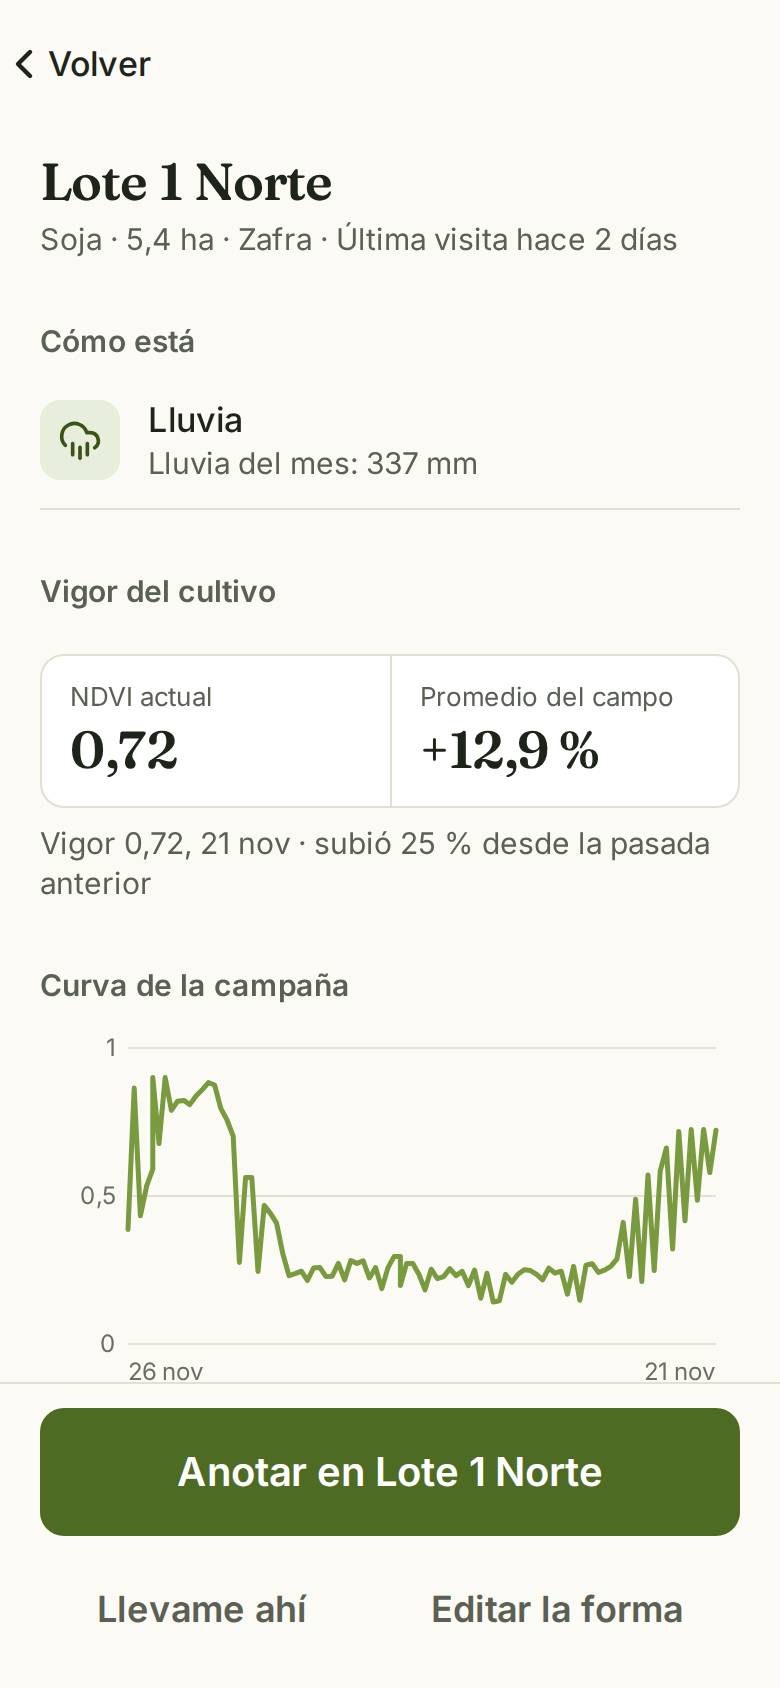 Volver
Lote 1 Norte
Soja · 5,4 ha · Zafra · Última visita hace 2 días
Cómo está
Lluvia
Lluvia del mes: 337 mm
Vigor del cultivo
NDVI actual
0,72
Promedio del campo
+12,9 %
Vigor 0,72, 21 nov · subió 25 % desde la pasada
anterior
Curva de la campaña
1
0,5
0
26 nov
21 nov
Anotar en Lote 1 Norte
Llevame ahí
Editar la forma